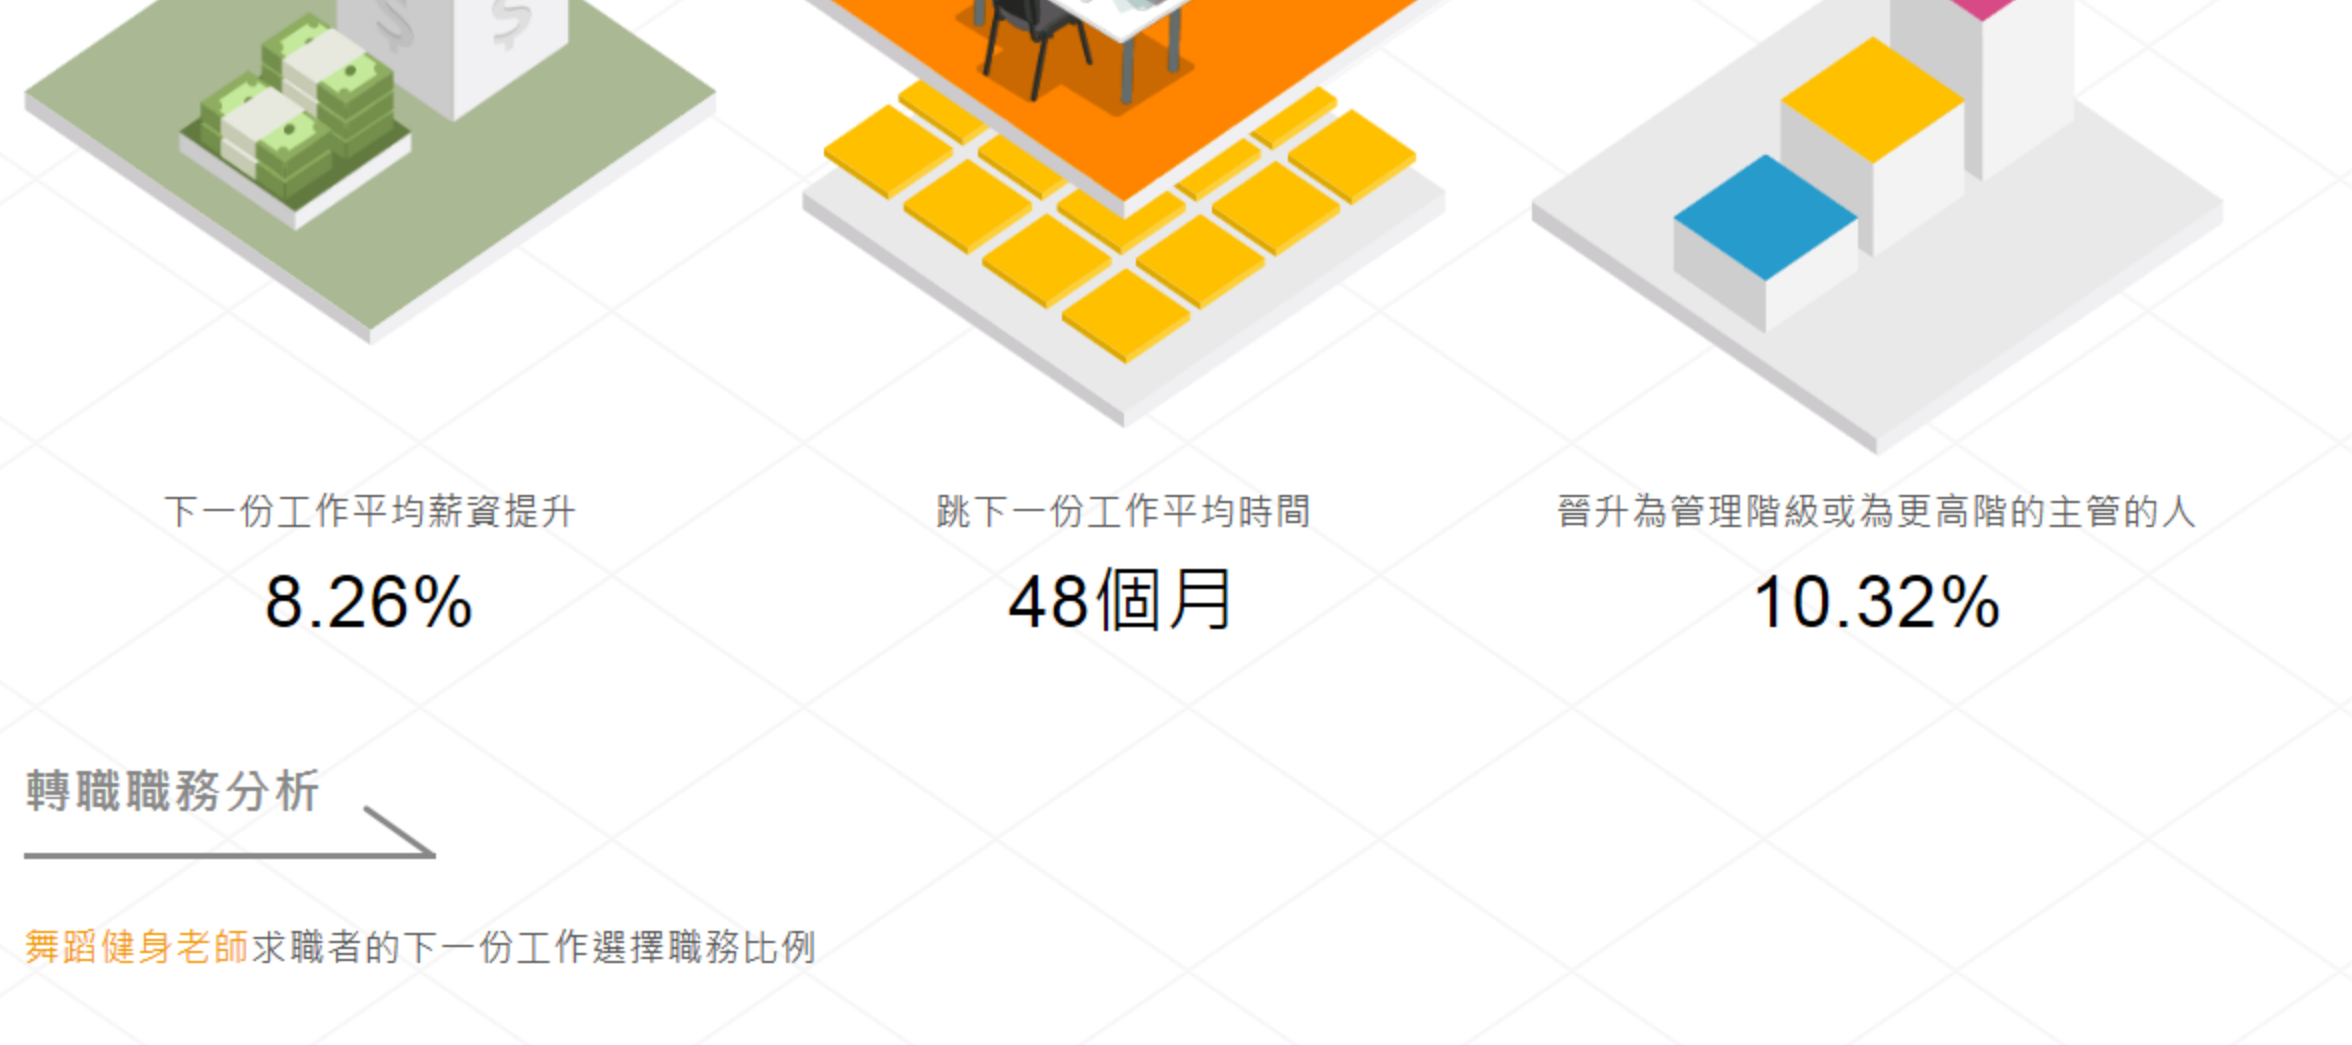 $ $
下一份工作平均薪資提升
8.26%
跳下一份工作平均時間
48個月
晉升為管理階級或為更高階的主管的人
10.32%
轉職職務分析
舞蹈健身老師求職者的下一份工作選擇職務比例